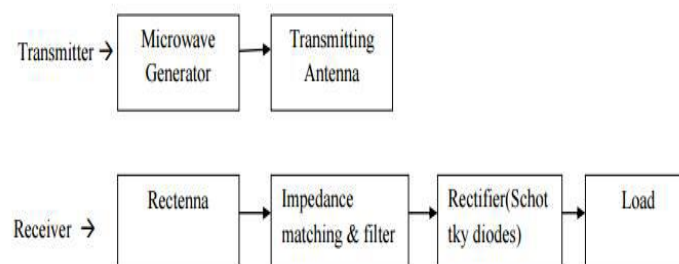 Transmitter →
Microwave
Generator
Transmitting
Antenna
Receiver →
Rectenna
Impedance
matching & filter
Rectifier(Schot
tky diodes)
Load